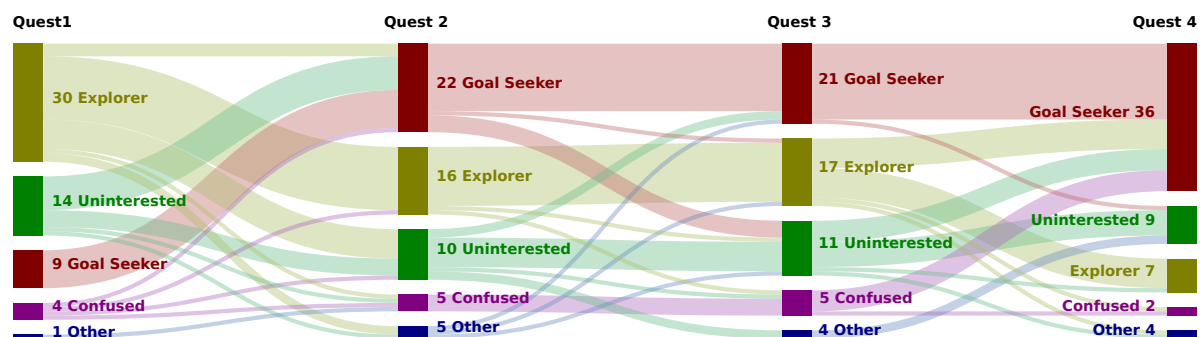 Quest1
Quest 2
Quest 3
Quest 4
30 Explorer
14 Uninterested
9 Goal Seeker
4 Confused
1 Other
22 Goal Seeker
16 Explorer
10 Uninterested
5 Confused
5 Other
21 Goal Seeker
17 Explorer
11 Uninterested
5 Confused
4 Other
Goal Seeker 36
Uninterested 9
Explorer 7
Confused 2
Other 4